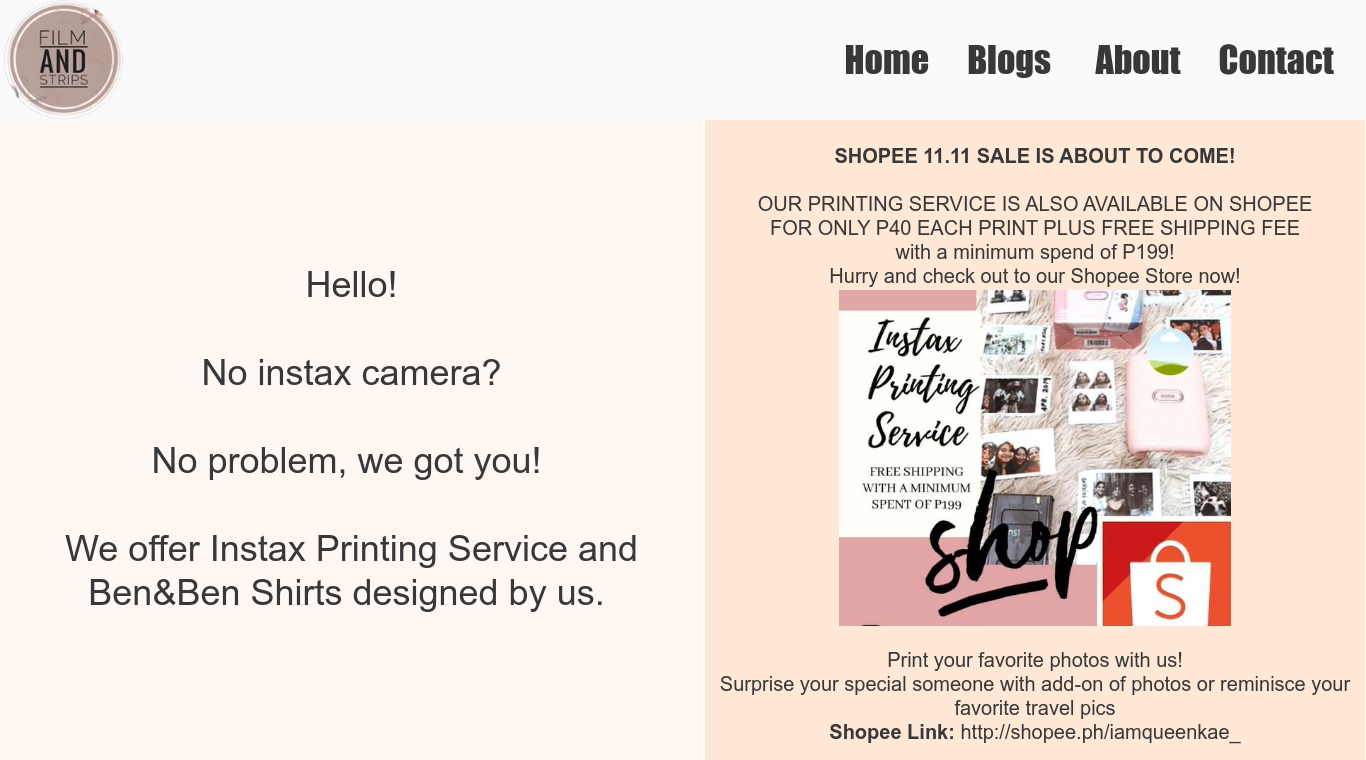 FILM
AND
STRIPS
Home Blogs About Contact
Hello!
No instax camera?
No problem, we got you!
We offer Instax Printing Service and
Ben&Ben Shirts designed by us.
SHOPEE 11.11 SALE IS ABOUT TO COME!
OUR PRINTING SERVICE IS ALSO AVAILABLE ON SHOPEE
FOR ONLY P40 EACH PRINT PLUS FREE SHIPPING FEE
with a minimum spend of P199!
Hurry and check out to our Shopee Store now!
Instax
Printing
Service
FREE SHIPPING
WITH A MINIMUM
SPENT OF P199
shop
S
Print your favorite photos with us!
Surprise your special someone with add-on of photos or reminisce your
favorite travel pics
Shopee Link: http://shopee.ph/iamqueenkae_